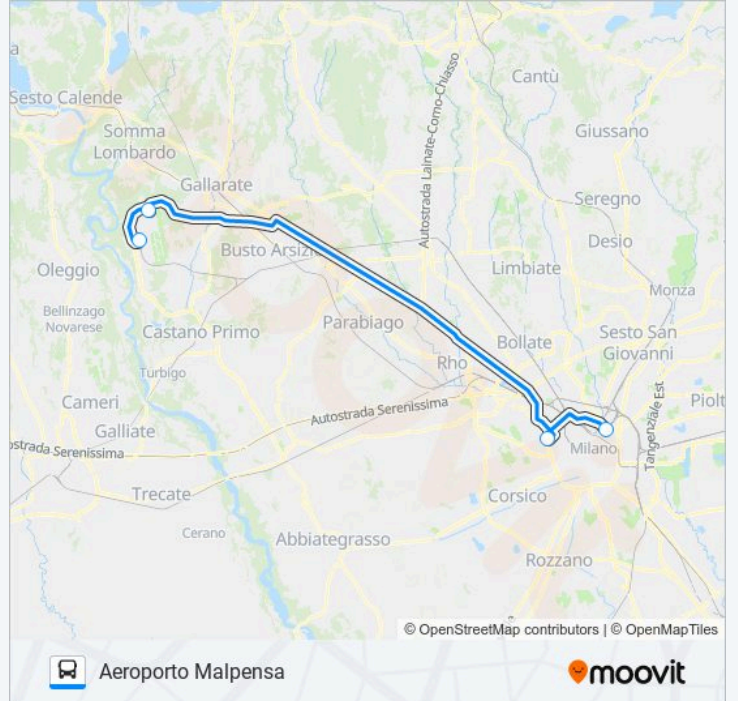 a
Sesto Calende
Cantù
Somma
Lombardo
Giussano
Autostrada Lainate-Como-Chiasso
Gallarate
Seregno
Desio
Busto Arsizi
Oleggio
Limbiate
Monza
Bellinzago
Novarese
Castano Primo
Parabiago
Bollate
Sesto San
Giovanni
Turbigo
Rho
Cameri
Autostrada Serenissima
Piolt
Galliate
Tangenziale Est
ostrada Serenissima
Milano
Trecate
Corsico
Cerano
Abbiategrasso
Rozzano
© OpenStreetMap contributors | © OpenMapTiles
Aeroporto Malpensa
moovit